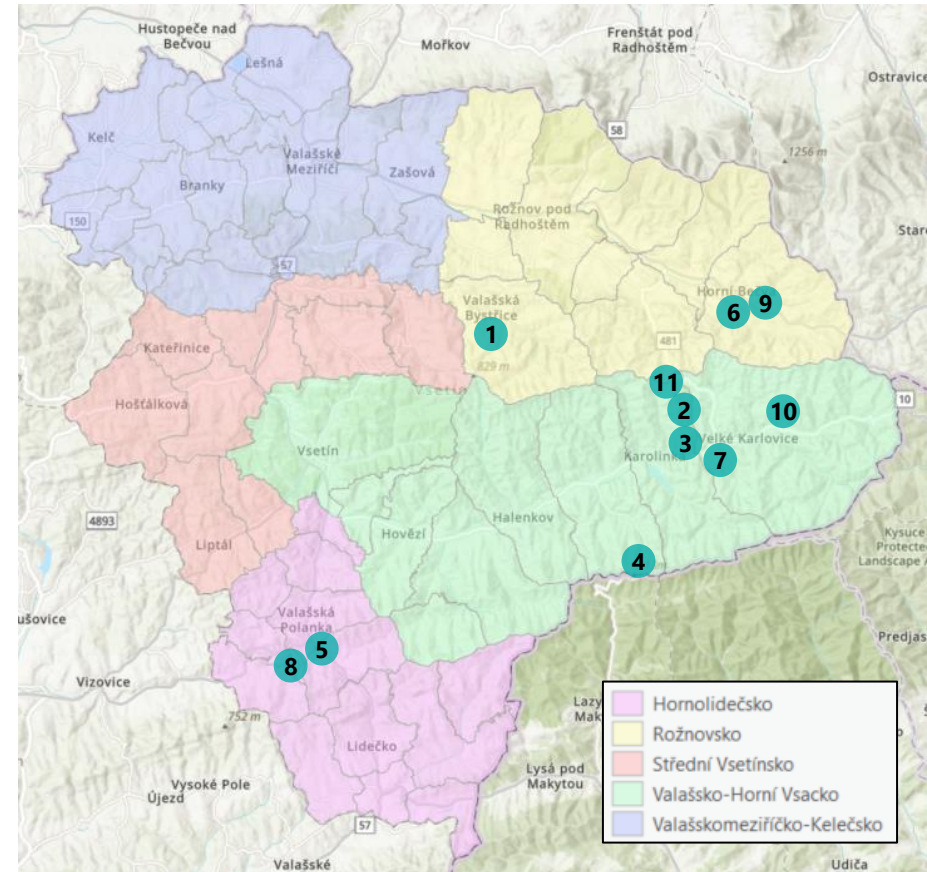 Hustopeče nad
Bečvou
Mořkov
Frenštát pod
Radhoštěm
Lešná
Ostravice
58
Kelč
Valašské
Meziříčí
1256 m
Zašová
Branky
Rožnov pod
Radhoštěm
150
Star
57
Horní Beč
Valašská
Bystřice
6
9
1
481
Kateřinice
829 m
11
10
Hošťálková
2
10
Vsetín
3
Velké Karlovice
Karolinka
7
4893
Halenkov
Hovězí
Liptál
Kysuce
Protecte
Landscape A
4
ušovice
Valašská
Polanka
5
8
Predjas
Vizovice
Lazy
Mak
Hornolidečsko
752 m
Rožnovsko
Lidečko
Střední Vsetínsko
Lysá pod
Makytou
Valašsko-Horní Vsacko
Vysoké Pole
Újezd
57
Valašskomeziříčko-Kelečsko
Valašské
Udiča